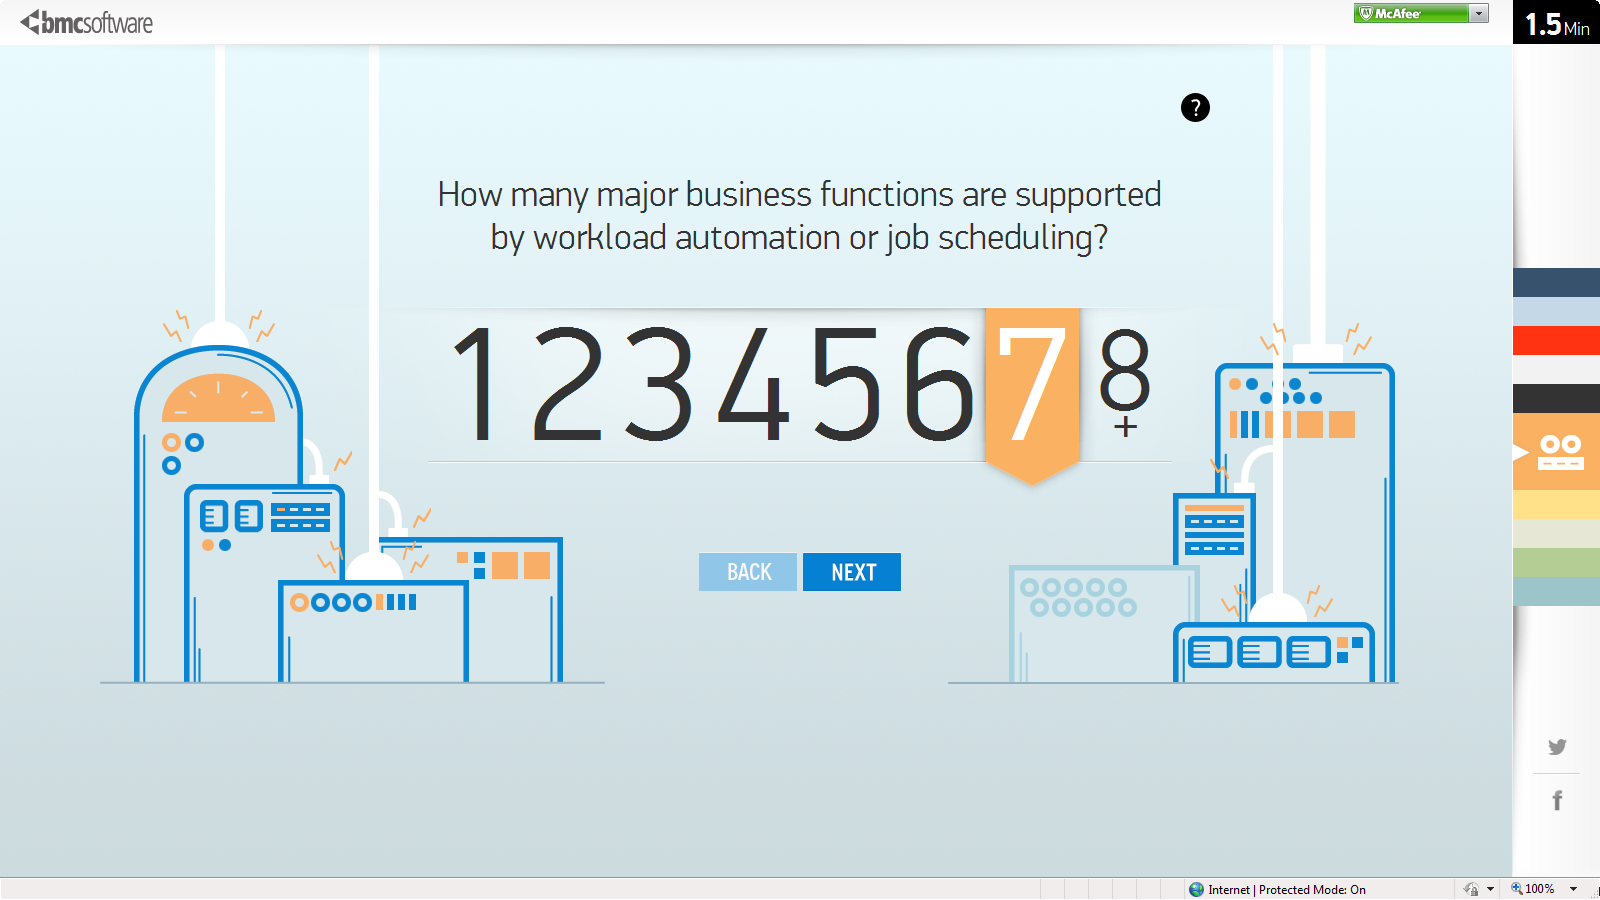 bmcsoftware
McAfee
1.5 Min
?
How many major business functions are supported
by workload automation or job scheduling?
1 2 3 4 5 6 7 8+
BACK NEXT
Internet | Protected Mode: On
100%